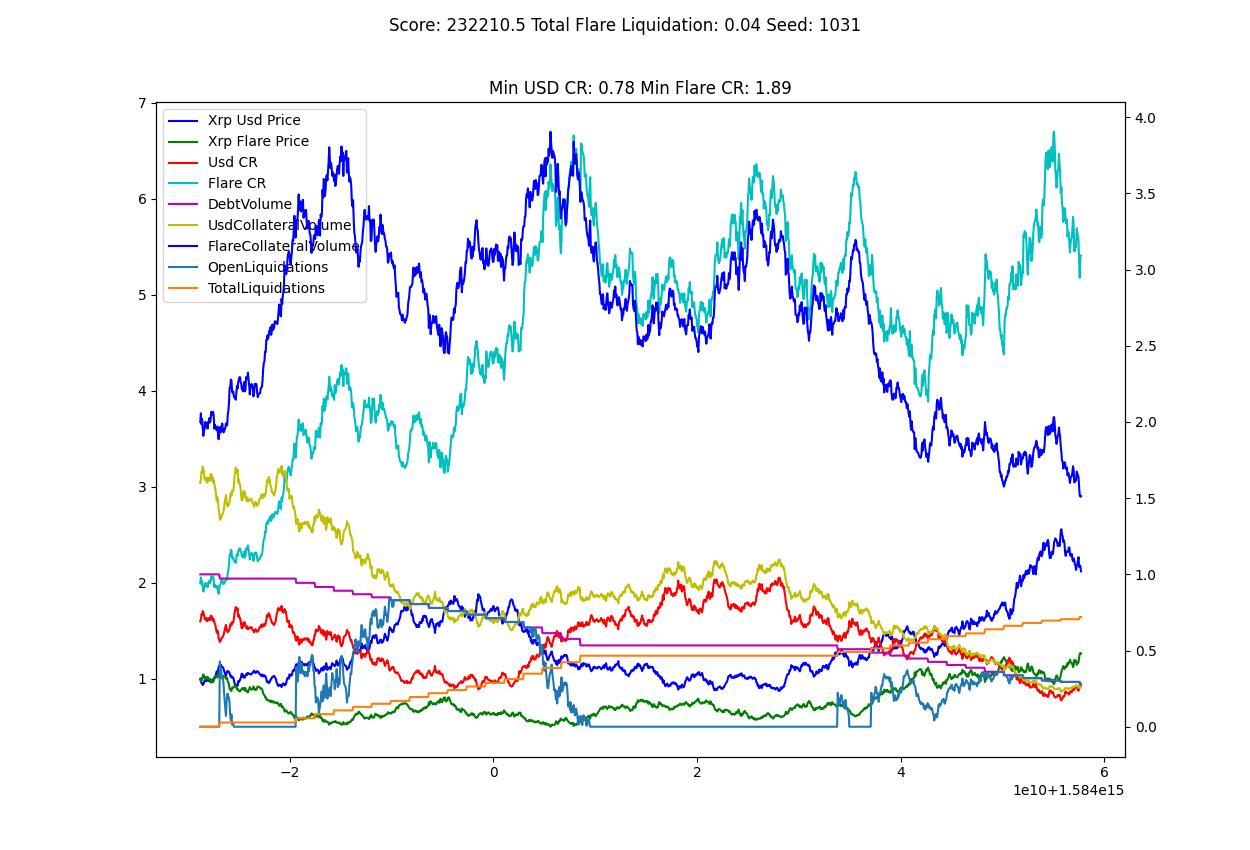 Score: 232210.5 Total Flare Liquidation: 0.04 Seed: 1031
Min USD CR: 0.78 Min Flare CR: 1.89
Xrp Usd Price
Xrp Flare Price
Usd CR
Flare CR
DebtVolume
UsdCollateralVolume
FlareCollateralVolume
OpenLiquidations
TotalLiquidations
7
6
5
4
3
2
1
4.0
3.5
3.0
2.5
2.0
1.5
1.0
0.5
0.0
−2
0
2
4
6
1e10+1.584e15